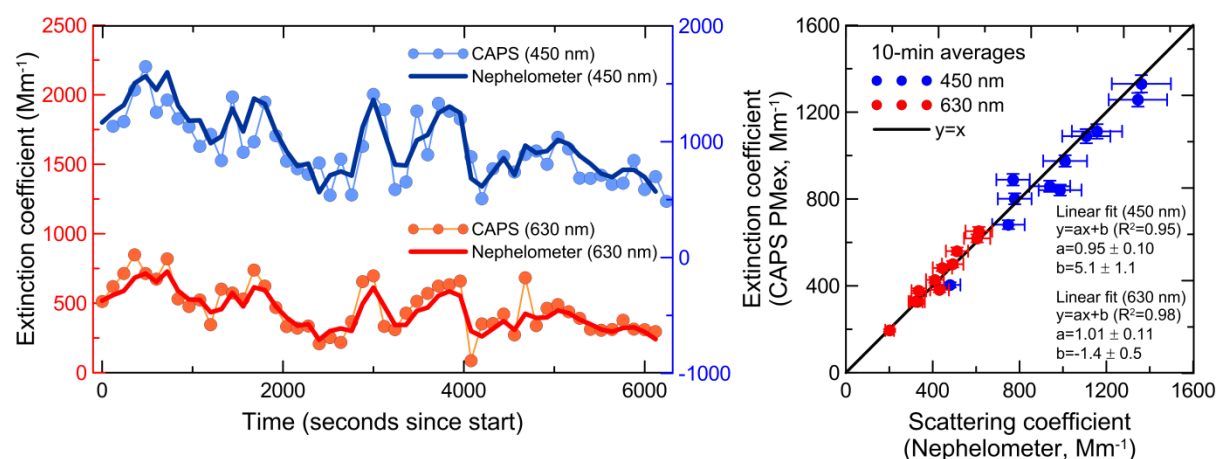 2500
2000
1500
1000
500
0
Extinction coefficient (Mm⁻¹)
CAPS (450 nm)
Nephelometer (450 nm)
CAPS (630 nm)
Nephelometer (630 nm)
2000
1000
0
-1000
0 2000 4000 6000
Time (seconds since start)
1600
1200
800
400
0
Extinction coefficient
(CAPS PMex, Mm⁻¹)
10-min averages
450 nm
630 nm
y=x
Linear fit (450 nm)
y=ax+b (R²=0.95)
a=0.95 ± 0.10
b=5.1 ± 1.1
Linear fit (630 nm)
y=ax+b (R²=0.98)
a=1.01 ± 0.11
b=-1.4 ± 0.5
0 400 800 1200 1600
Scattering coefficient
(Nephelometer, Mm⁻¹)